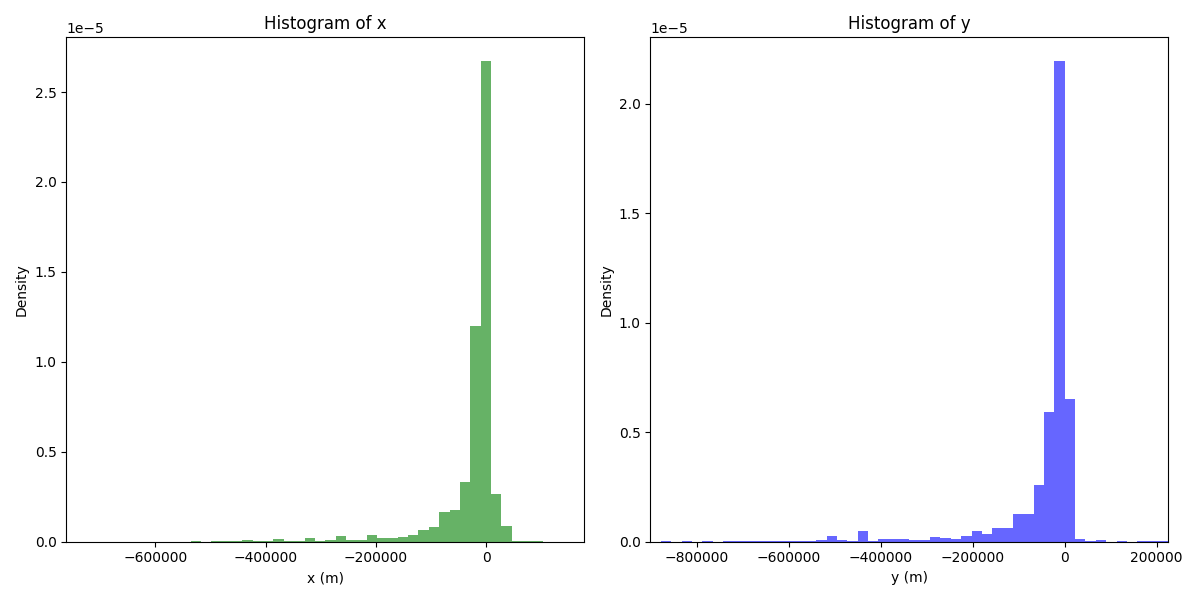 Histogram of x
1e−5
Density
2.5
2.0
1.5
1.0
0.5
0.0
−600000 −400000 −200000 0
x (m)
Histogram of y
1e−5
Density
2.0
1.5
1.0
0.5
0.0
−800000 −600000 −400000 −200000 0 200000
y (m)